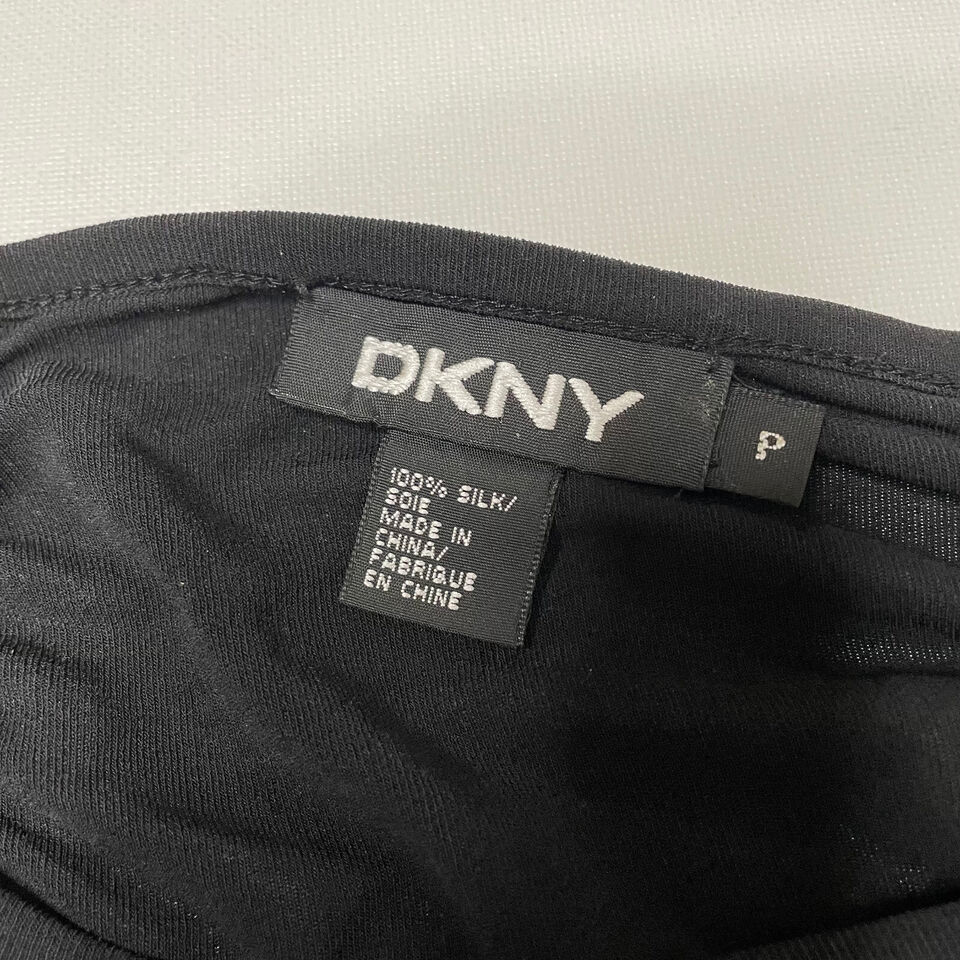 DKNY
P
100% SILK/
SOIE
MADE IN
CHINA/
FABRIQUE
EN CHINE